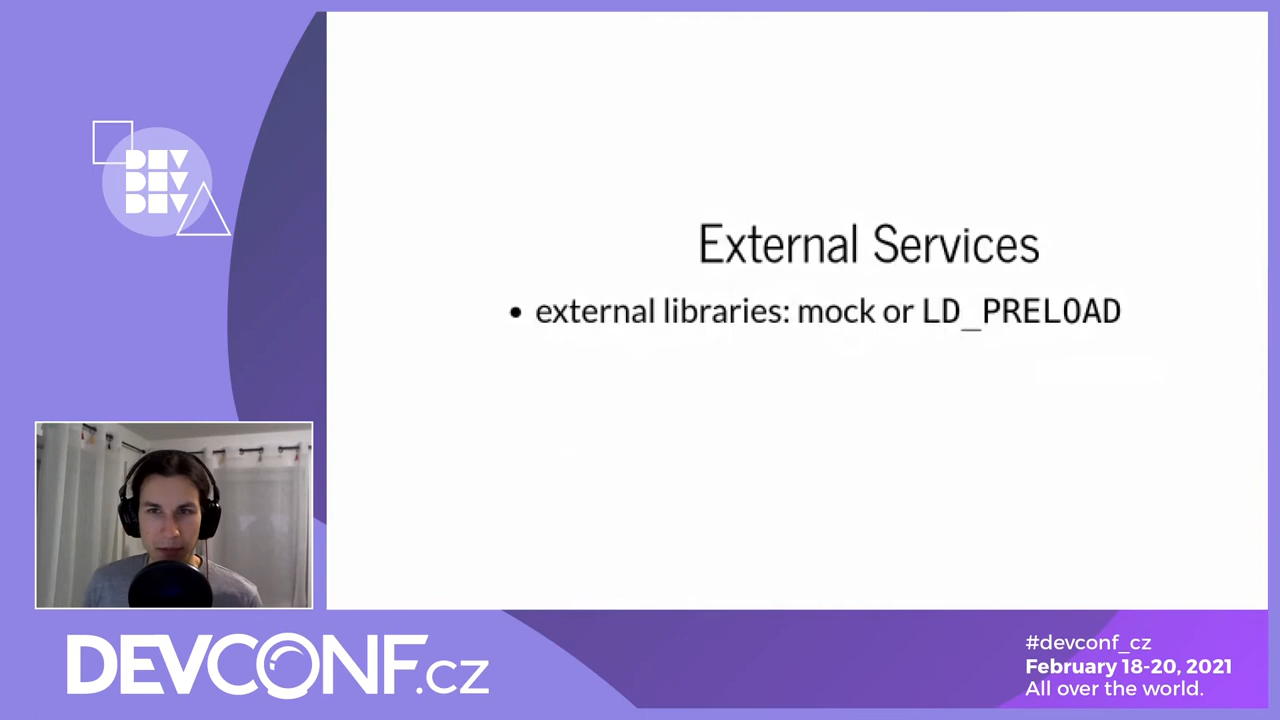 DEV
DEV
DEV
External Services
• external libraries: mock or LD_PRELOAD
DEVCONF.cz
#devconf_cz
February 18-20, 2021
All over the world.